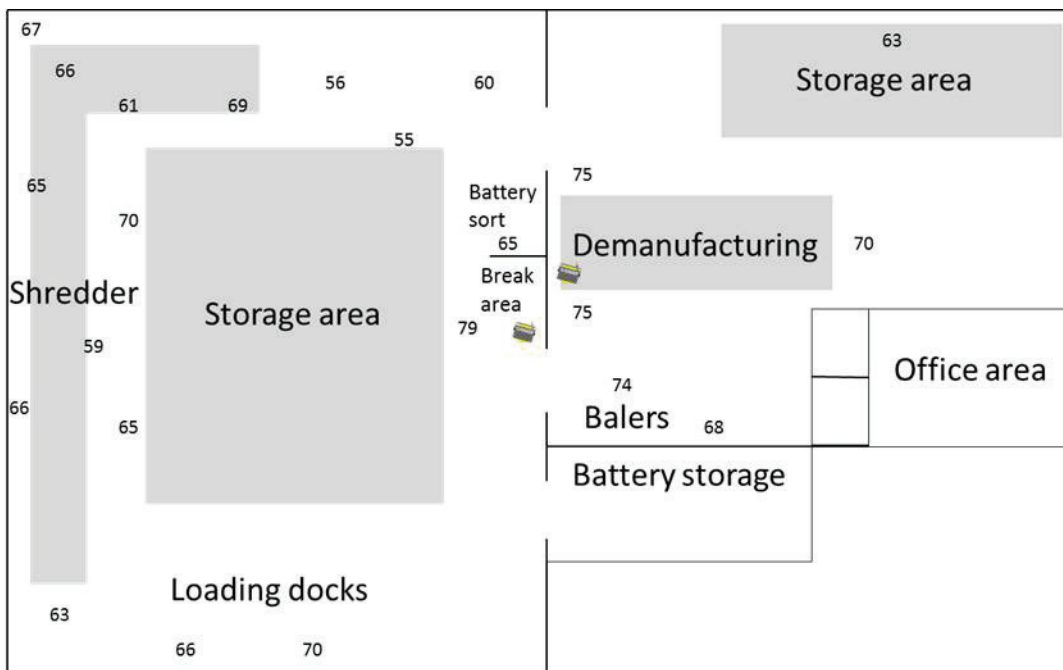 67
63
66
56
60
Storage area
61
69
55
75
65
Battery
sort
70
65
Demanufacturing
70
Break
area
Shredder
Storage area
79
75
59
Office area
74
66
65
Balers
68
Battery storage
Loading docks
63
66
70